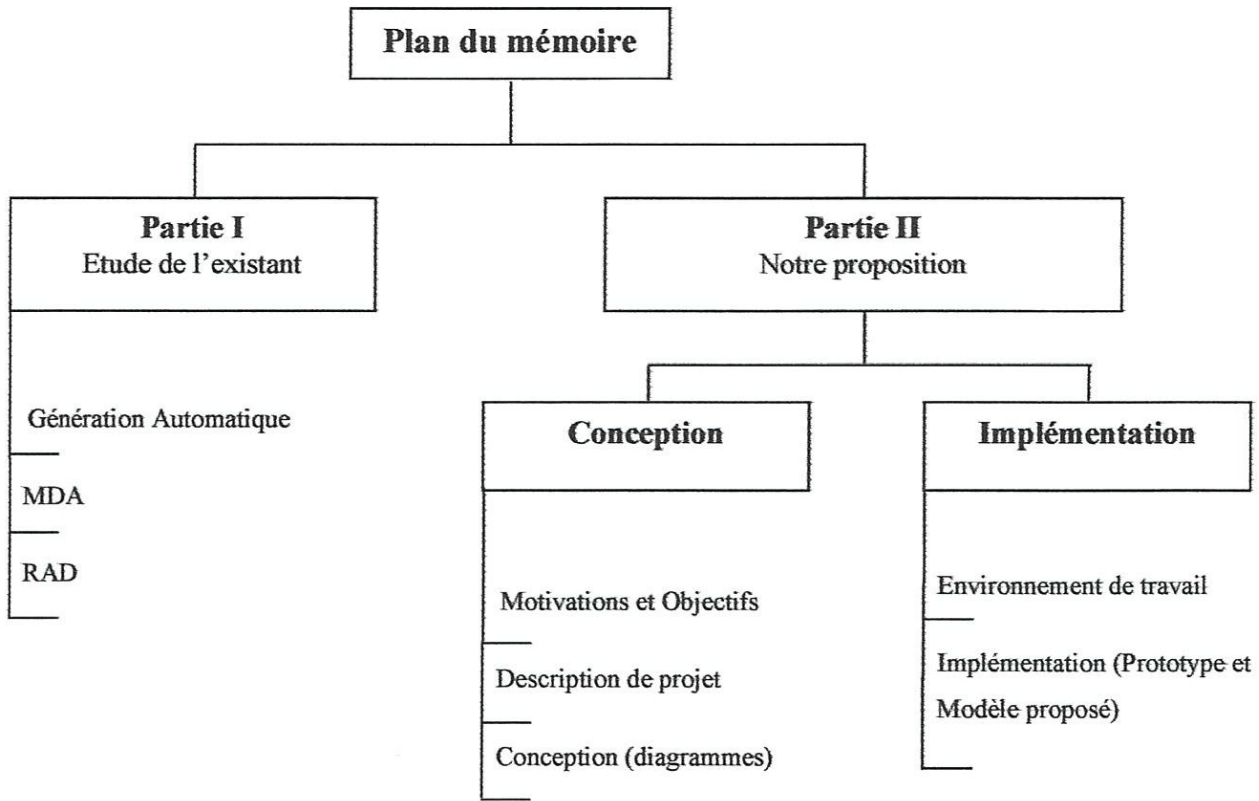 Plan du mémoire
Partie I
Etude de l'existant
Génération Automatique
MDA
RAD
Partie II
Notre proposition
Conception
Motivations et Objectifs
Description de projet
Conception (diagrammes)
Implémentation
Environnement de travail
Implémentation (Prototype et
Modèle proposé)